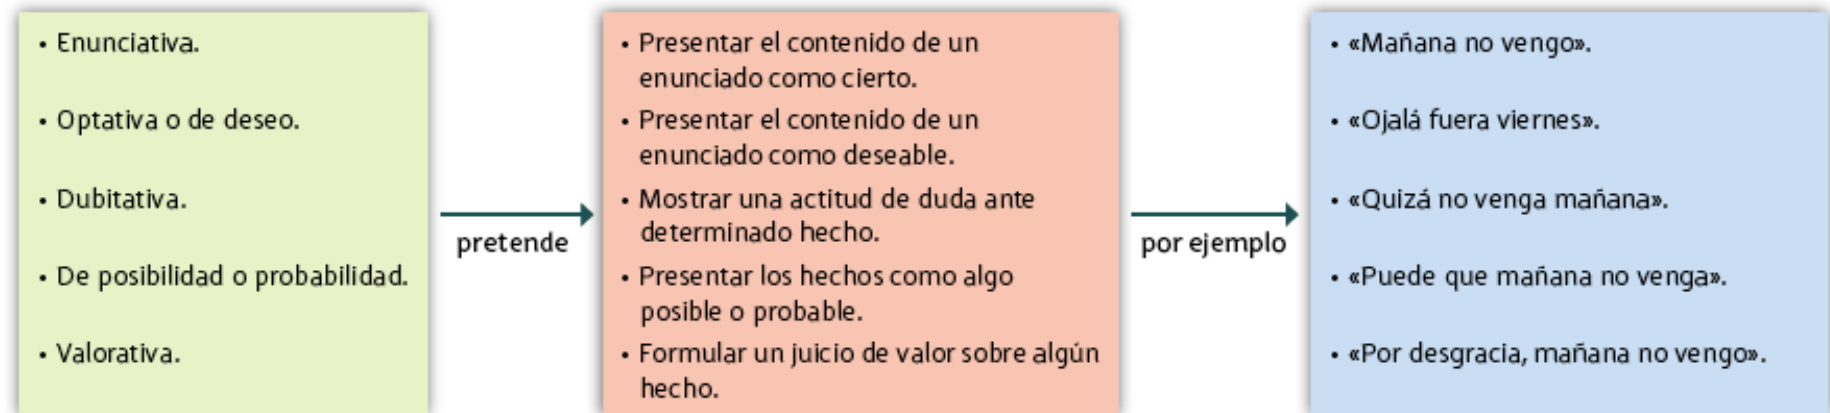 • Enunciativa.
• Optativa o de deseo.
• Dubitativa.
• De posibilidad o probabilidad.
• Valorativa.
pretende
• Presentar el contenido de un
enunciado como cierto.
• Presentar el contenido de un
enunciado como deseable.
• Mostrar una actitud de duda ante
determinado hecho.
• Presentar los hechos como algo
posible o probable.
• Formular un juicio de valor sobre algún
hecho.
por ejemplo
• «Mañana no vengo».
• «Ojalá fuera viernes».
• «Quizá no venga mañana».
• «Puede que mañana no venga».
• «Por desgracia, mañana no vengo».